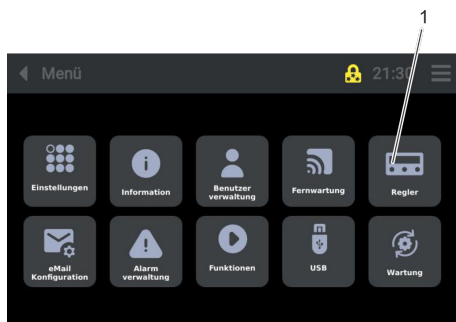 1
Menü 21:30
Einstellungen
Information
Benutzer
verwaltung
Fernwartung
Regler
eMail
Konfiguration
Alarm
verwaltung
Funktionen
USB
Wartung